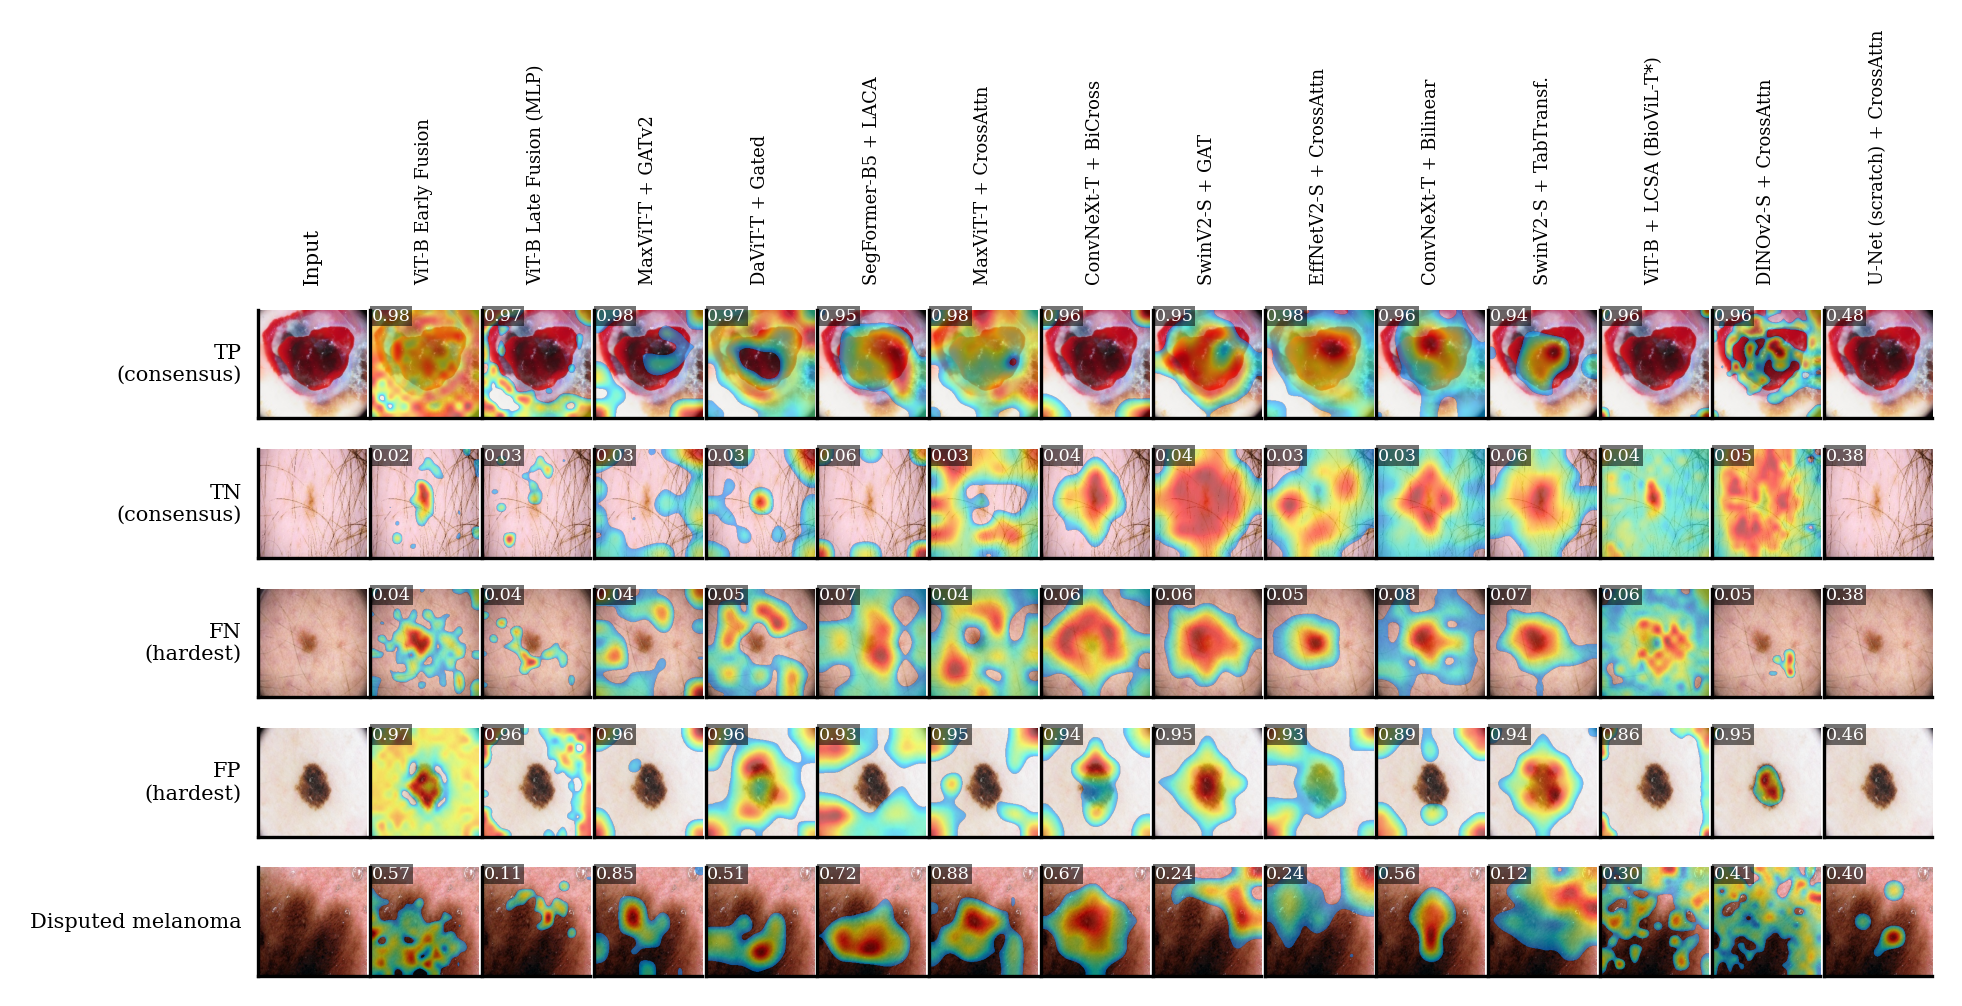 Input
ViT-B Early Fusion
ViT-B Late Fusion (MLP)
MaxViT-T + GATv2
DaViT-T + Gated
SegFormer-B5 + LACA
MaxViT-T + CrossAttn
ConvNeXt-T + BiCross
SwinV2-S + GAT
EffNetV2-S + CrossAttn
ConvNeXt-T + Bilinear
SwinV2-S + TabTransf.
ViT-B + LCSA (BioViL-T*)
DINOv2-S + CrossAttn
U-Net (scratch) + CrossAttn
TP
(consensus)
0.98 0.97 0.98 0.97 0.95 0.98 0.96 0.95 0.98 0.96 0.94 0.96 0.96 0.48
TN
(consensus)
0.02 0.03 0.03 0.03 0.06 0.03 0.04 0.04 0.03 0.03 0.06 0.04 0.05 0.38
FN
(hardest)
0.04 0.04 0.04 0.05 0.07 0.04 0.06 0.06 0.05 0.08 0.07 0.06 0.05 0.38
FP
(hardest)
0.97 0.96 0.96 0.96 0.93 0.95 0.94 0.95 0.93 0.89 0.94 0.86 0.95 0.46
Disputed melanoma
0.57 0.11 0.85 0.51 0.72 0.88 0.67 0.24 0.24 0.56 0.12 0.30 0.41 0.40